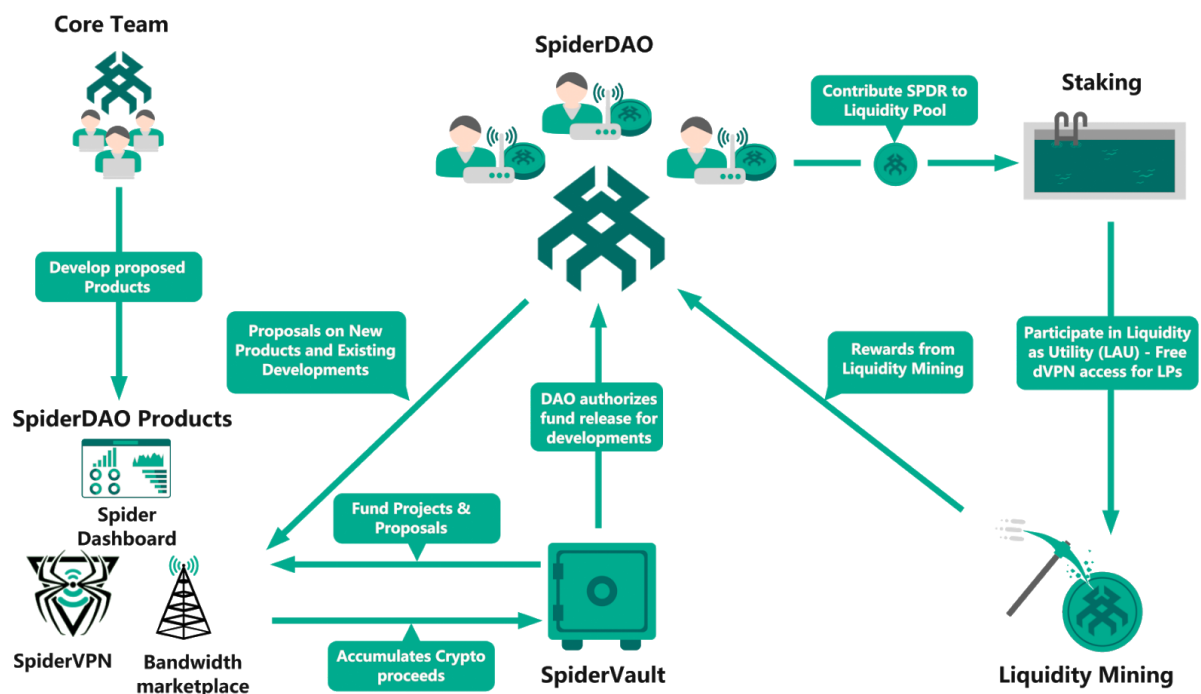 Core Team
SpiderDAO
Contribute SPDR to
Liquidity Pool
Staking
Develop proposed
Products
Proposals on New
Products and Existing
Developments
DAO authorizes
fund release for
developments
Rewards from
Liquidity Mining
Participate in Liquidity
as Utility (LAU) - Free
dVPN access for LPs
SpiderDAO Products
Spider
Dashboard
Fund Projects &
Proposals
SpiderVPN
Bandwidth
marketplace
Accumulates Crypto
proceeds
SpiderVault
Liquidity Mining